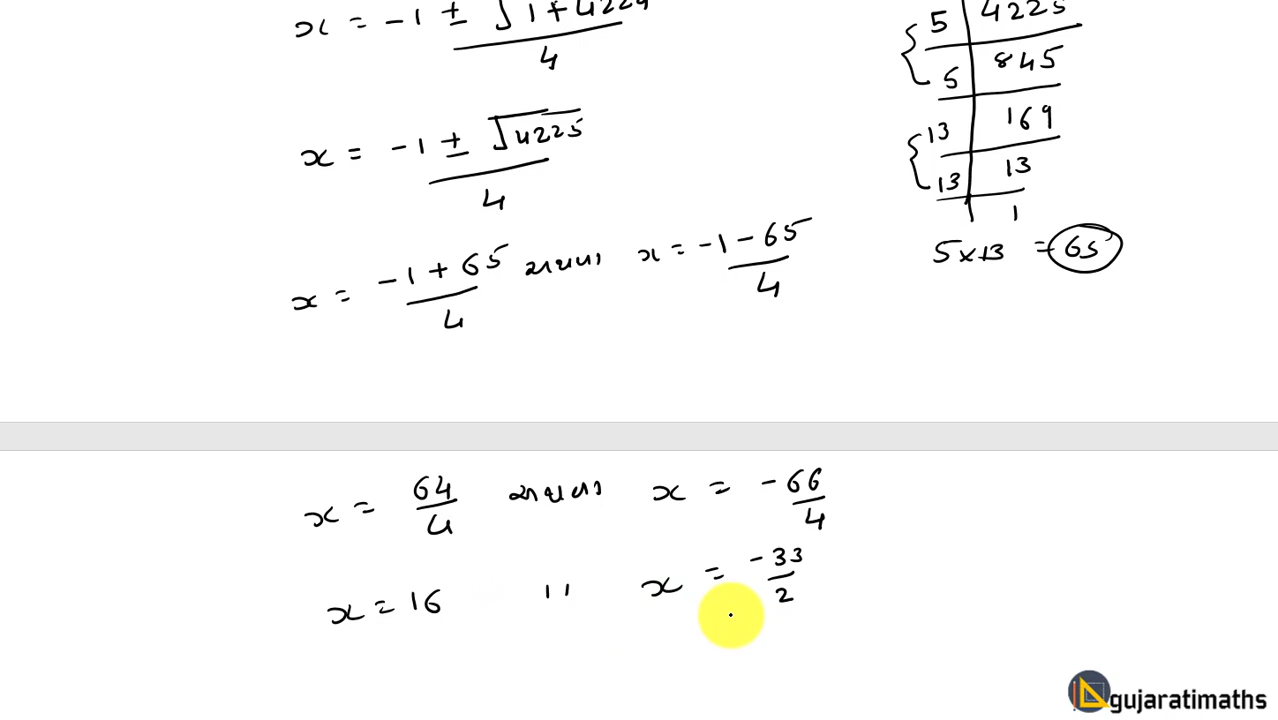 x = -1 ± √1+4224 / 4
x = -1 ± √4225 / 4
x = -1 + 65 / 4 અથવા x = -1 - 65 / 4
5 | 4225
5 | 845
13 | 169
13 | 13
1
5 x 13 = 65
x = 64 / 4 અથવા x = -66 / 4
x = 16 '' x = -33 / 2
gujaratimaths